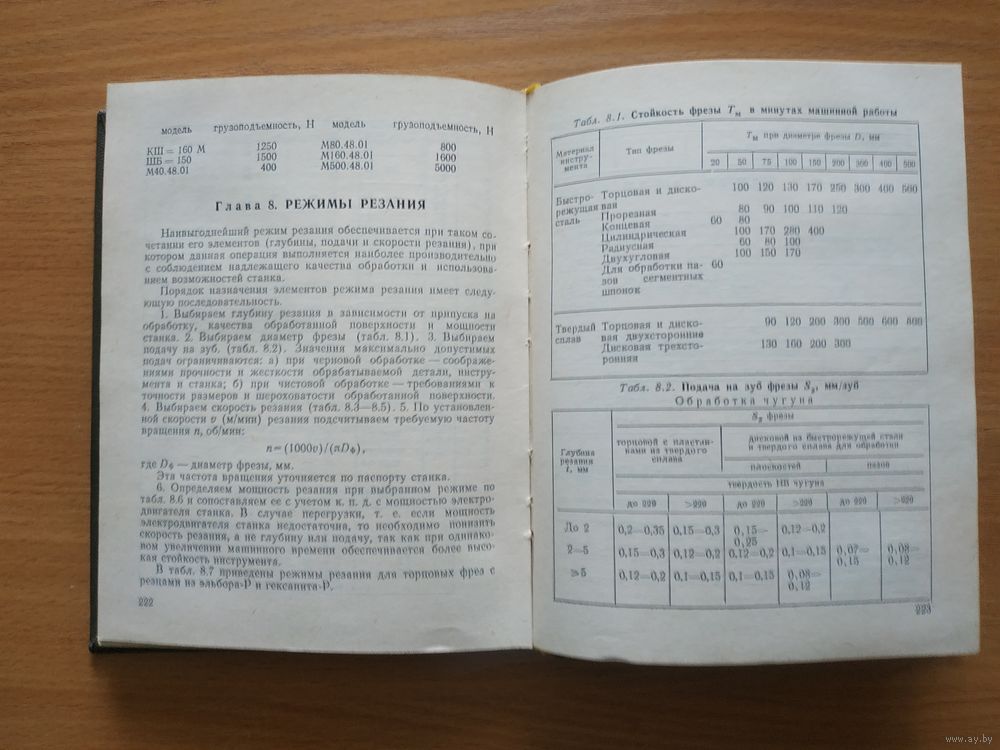 модель грузоподъемность, Н модель грузоподъемность, Н
КШ = 160 М 1250 М80.48.01 800
ШБ = 150 1500 М160.48.01 1600
М40.48.01 400 М500.48.01 5000
Глава 8. РЕЖИМЫ РЕЗАНИЯ
Наивыгоднейший режим резания обеспечивается при таком со-
четании его элементов (глубины, подачи и скорости резания), при
котором данная операция выполняется наиболее производительно
с соблюдением надлежащего качества обработки и использова-
нием возможностей станка.
Порядок назначения элементов режима резания имеет следу-
ющую последовательность.
1. Выбираем глубину резания в зависимости от припуска на
обработку, качества обработанной поверхности и мощности
станка. 2. Выбираем диаметр фрезы (табл. 8.1). 3. Выбираем
подачу на зуб. (табл. 8.2). Значения максимально допустимых
подач ограничиваются: а) при черновой обработке — соображе-
ниями прочности и жесткости обрабатываемой детали, инстру-
мента и станка; б) при чистовой обработке — требованиями к
точности размеров и шероховатости обработанной поверхности.
4. Выбираем скорость резания (табл. 8.3—8.5). 5. По установлен-
ной скорости v (м/мин) резания подсчитываем требуемую частоту
вращения n, об/мин:
n=(1000v)/(πDф),
где Dф — диаметр фрезы, мм.
Эта частота вращения уточняется по паспорту станка.
6. Определяем мощность резания при выбранном режиме по
табл. 8.6 и сопоставляем ее с учетом к. п. д. с мощностью электро-
двигателя станка. В случае перегрузки, т. е. если мощность
электродвигателя станка недостаточна, то необходимо понизить
скорость резания, а не глубину или подачу, так как при одинако-
вом увеличении машинного времени обеспечивается более высо-
кая стойкость инструмента.
В табл. 8.7 приведены режимы резания для торцовых фрез с
резцами из эльбора-Р и гексанита-Р.
222
Табл. 8.1. Стойкость фрезы Tм в минутах машинной работы
Материал инстру- мента Тип фрезы Tм при диаметре фрезы D, мм
20 50 75 100 150 200 300 400 500
Быстро- Торцовая и диско- 100 120 130 170 250 300 400 500
режущая вая
сталь Прорезная 80 90 100 110 120
Концевая 60 80
Цилиндрическая 100 170 280 400
Радиусная 60 80 100
Двухугловая 100 150 170
Для обработки па- 60
зов сегментных
шпонок
Твердый Торцовая и диско- 90 120 200 300 500 600 800
сплав вая двухсторонние
Дисковая трехсто- 130 160 200 300
ронняя
Табл. 8.2. Подача на зуб фрезы Sz, мм/зуб
Обработка чугуна
Глубина резания t, мм
Sz фрезы
торцовой с пластин- ками из твердого сплава
дисковой из быстрорежущей стали и твердого сплава для обработки
плоскостей пазов
твердость НВ чугуна
до 220 >220 до 220 >220 до 220 >220
До 2 0,2—0,35 0,15—0,3 0,15—0,25 0,12—0,2
2—5 0,15—0,3 0,12—0,2 0,12—0,2 0,1—0,15 0,07—0,15 0,08—0,12
≥5 0,12—0,2 0,1—0,15 0,1—0,15 0,08—0,12
223
www.ay.by